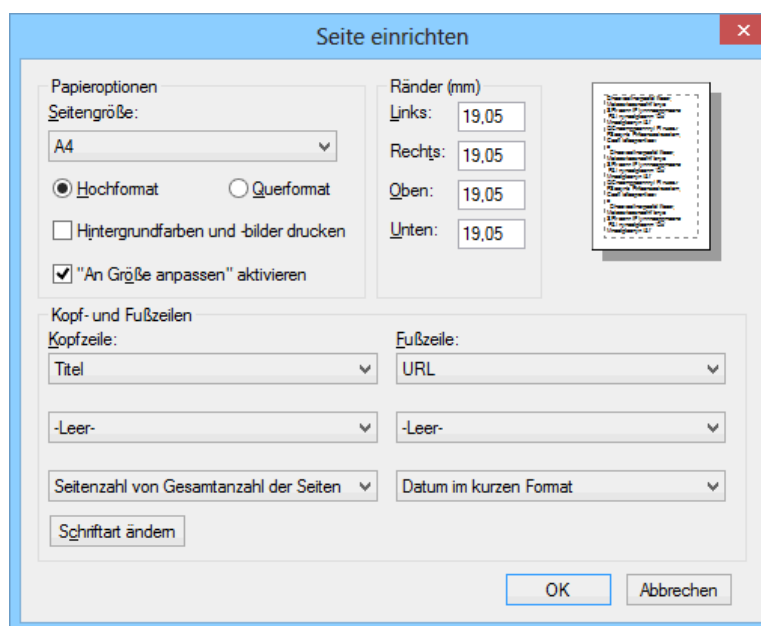 Seite einrichten
Papieroptionen
Seitengröße:
A4
Hochformat
Querformat
Hintergrundfarben und -bilder drucken
"An Größe anpassen" aktivieren
Ränder (mm)
Links: 19,05
Rechts: 19,05
Oben: 19,05
Unten: 19,05
Kopf- und Fußzeilen
Kopfzeile:
Fußzeile:
Titel
URL
-Leer-
-Leer-
Seitenzahl von Gesamtanzahl der Seiten
Datum im kurzen Format
Schriftart ändern
OK
Abbrechen